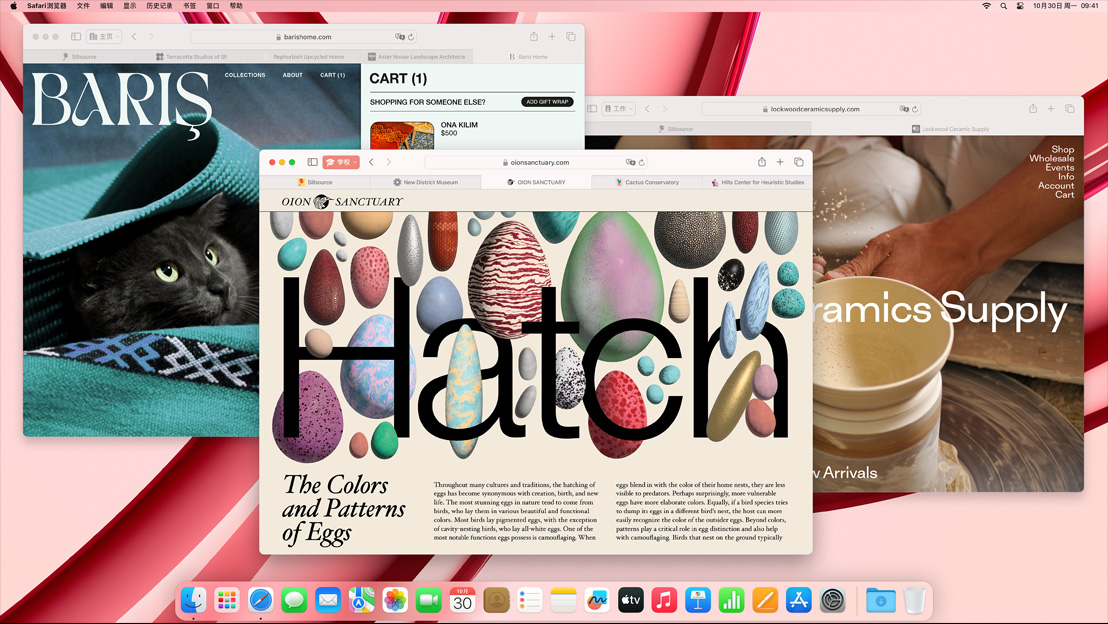 Safari浏览器 文件 编辑 显示 历史记录 书签 窗口 帮助
10月30日 周一 09:41
主页
barishome.com
Sillsource
Terracotta Studios of SF
Rephurbish Upcycled Home
Aster Novae Landscape Architects
Barış Home
BARIŞ
COLLECTIONS
ABOUT
CART (1)
CART (1)
SHOPPING FOR SOMEONE ELSE?
ADD GIFT WRAP
ONA KILIM
$500
工作
lockwoodceramicsupply.com
Sillsource
Lockwood Ceramic Supply
Shop
Wholesale
Events
Info
Account
Cart
ramics Supply
w Arrivals
学校
oionsanctuary.com
Sillsource
New District Museum
OION SANCTUARY
Cactus Conservatory
Hills Center for Heuristic Studies
OION SANCTUARY
Hatch
The Colors
and Patterns
of Eggs
Throughout many cultures and traditions, the hatching of
eggs has become synonymous with creation, birth, and new
life. The most stunning eggs in nature tend to come from
birds, who lay them in various beautiful and functional
colors. Most birds lay pigmented eggs, with the exception
of cavity-nesting birds, who lay all-white eggs. One of the
most notable functions eggs possess is camouflaging. When
eggs blend in with the color of their home nests, they are less
visible to predators. Perhaps surprisingly, more vulnerable
eggs have more elaborate colors. Equally, if a bird species tries
to dump its eggs in a different bird's nest, the host can more
easily recognize the color of the outsider eggs. Beyond colors,
patterns play a critical role in egg distinction and also help
with camouflaging. Birds that nest on the ground typically
10月
30
tv